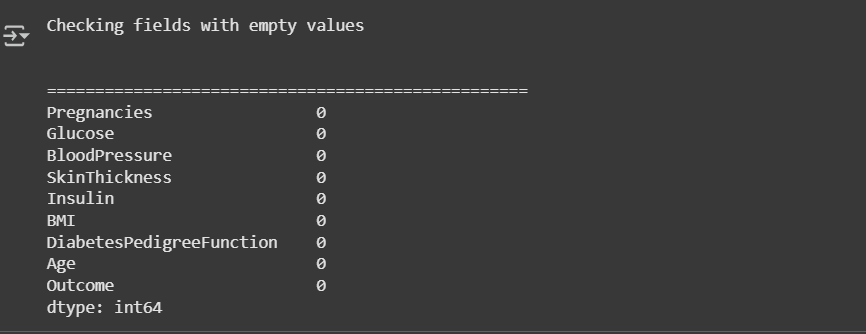 Checking fields with empty values
==================================================
Pregnancies 0
Glucose 0
BloodPressure 0
SkinThickness 0
Insulin 0
BMI 0
DiabetesPedigreeFunction 0
Age 0
Outcome 0
dtype: int64